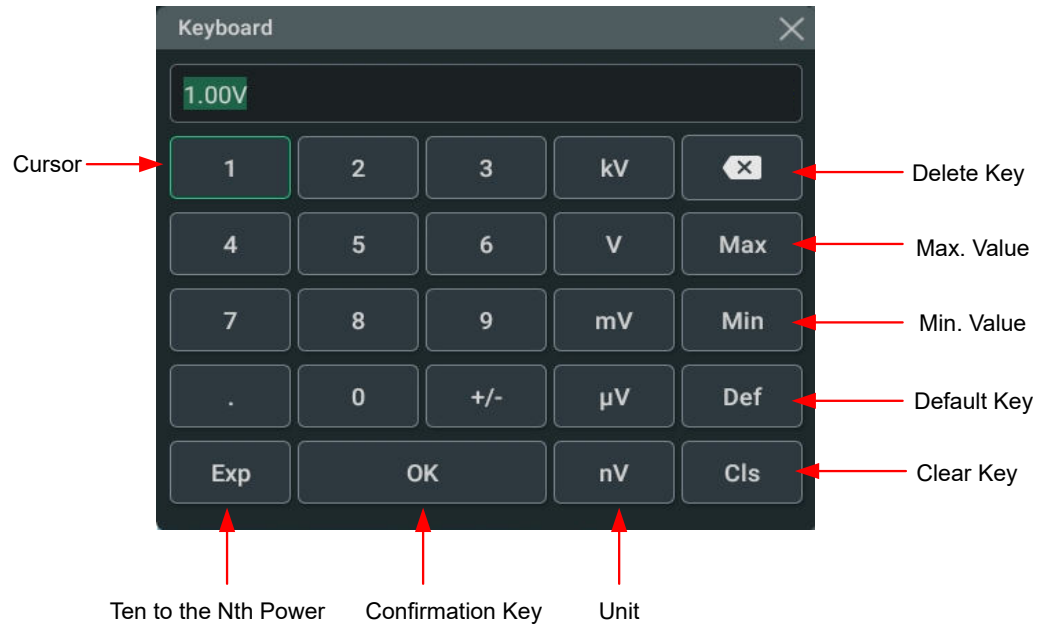 Keyboard
1.00V
Cursor
1 2 3 kV
Delete Key
4 5 6 V Max
Max. Value
7 8 9 mV Min
Min. Value
. 0 +/- µV Def
Default Key
Exp OK nV Cls
Clear Key
Ten to the Nth Power
Confirmation Key
Unit